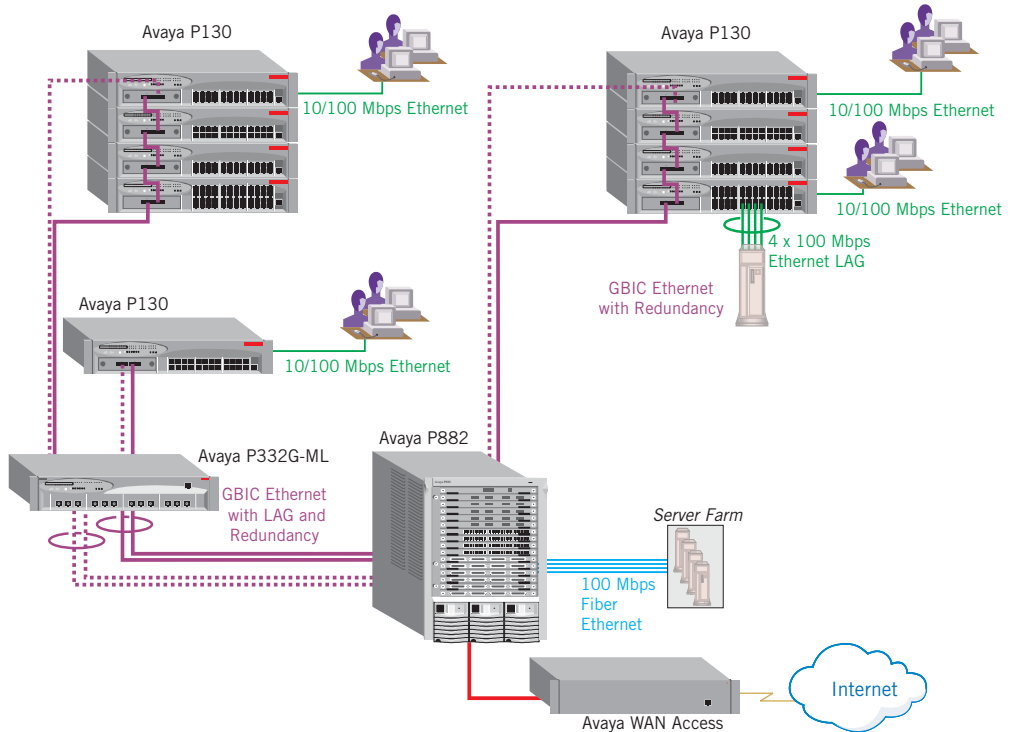 Avaya P130
Avaya P130
10/100 Mbps Ethernet
10/100 Mbps Ethernet
10/100 Mbps Ethernet
4 x 100 Mbps
Ethernet LAG
GBIC Ethernet
with Redundancy
Avaya P130
10/100 Mbps Ethernet
Avaya P882
Avaya P332G-ML
GBIC Ethernet
with LAG and
Redundancy
Server Farm
100 Mbps
Fiber
Ethernet
Internet
Avaya WAN Access